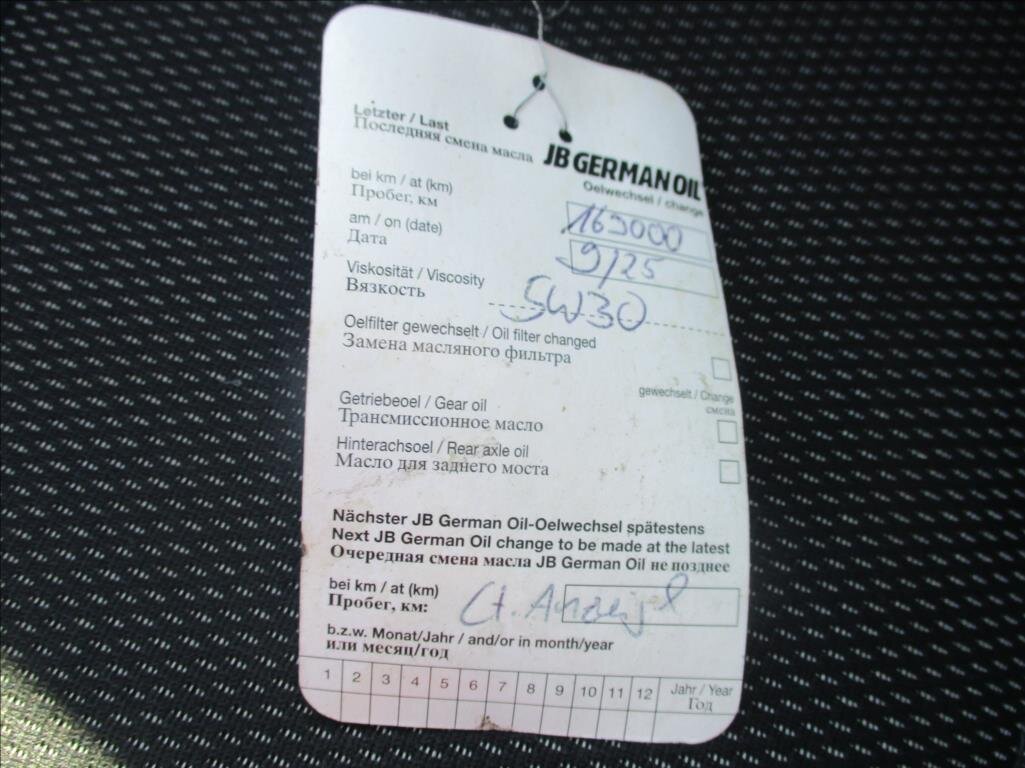 Letzter / Last
Последняя смена масла
JB GERMAN OIL
Oelwechsel / change
bei km / at (km)
Пробег, км
169000
am / on (date)
Дата
9/25
Viskosität / Viscosity
Вязкость
5W30
Oelfilter gewechselt / Oil filter changed
Замена масляного фильтра
gewechselt / Change
смена
Getriebeoel / Gear oil
Трансмиссионное масло
Hinterachsoel / Rear axle oil
Масло для заднего моста
Nächster JB German Oil-Oelwechsel spätestens
Next JB German Oil change to be made at the latest
Очередная смена масла JB German Oil не позднее
bei km / at (km)
Пробег, км:
Lt. Anzeige
b.z.w. Monat/Jahr / and/or in month/year
или месяц/год
1 2 3 4 5 6 7 8 9 10 11 12 Jahr / Year
Год